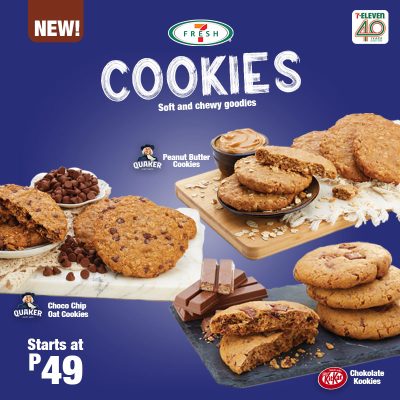 NEW!
7
FRESH
7-ELEVEN
40
YEARS
COOKIES
Soft and chewy goodies
QUAKER
Peanut Butter
Cookies
QUAKER
Choco Chip
Oat Cookies
Starts at
P49
KitKat
Chokolate
Kookies